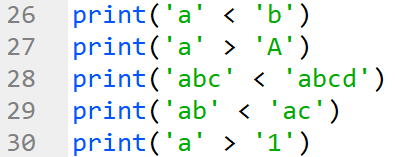 26 print('a' < 'b')
27 print('a' > 'A')
28 print('abc' < 'abcd')
29 print('ab' < 'ac')
30 print('a' > '1')